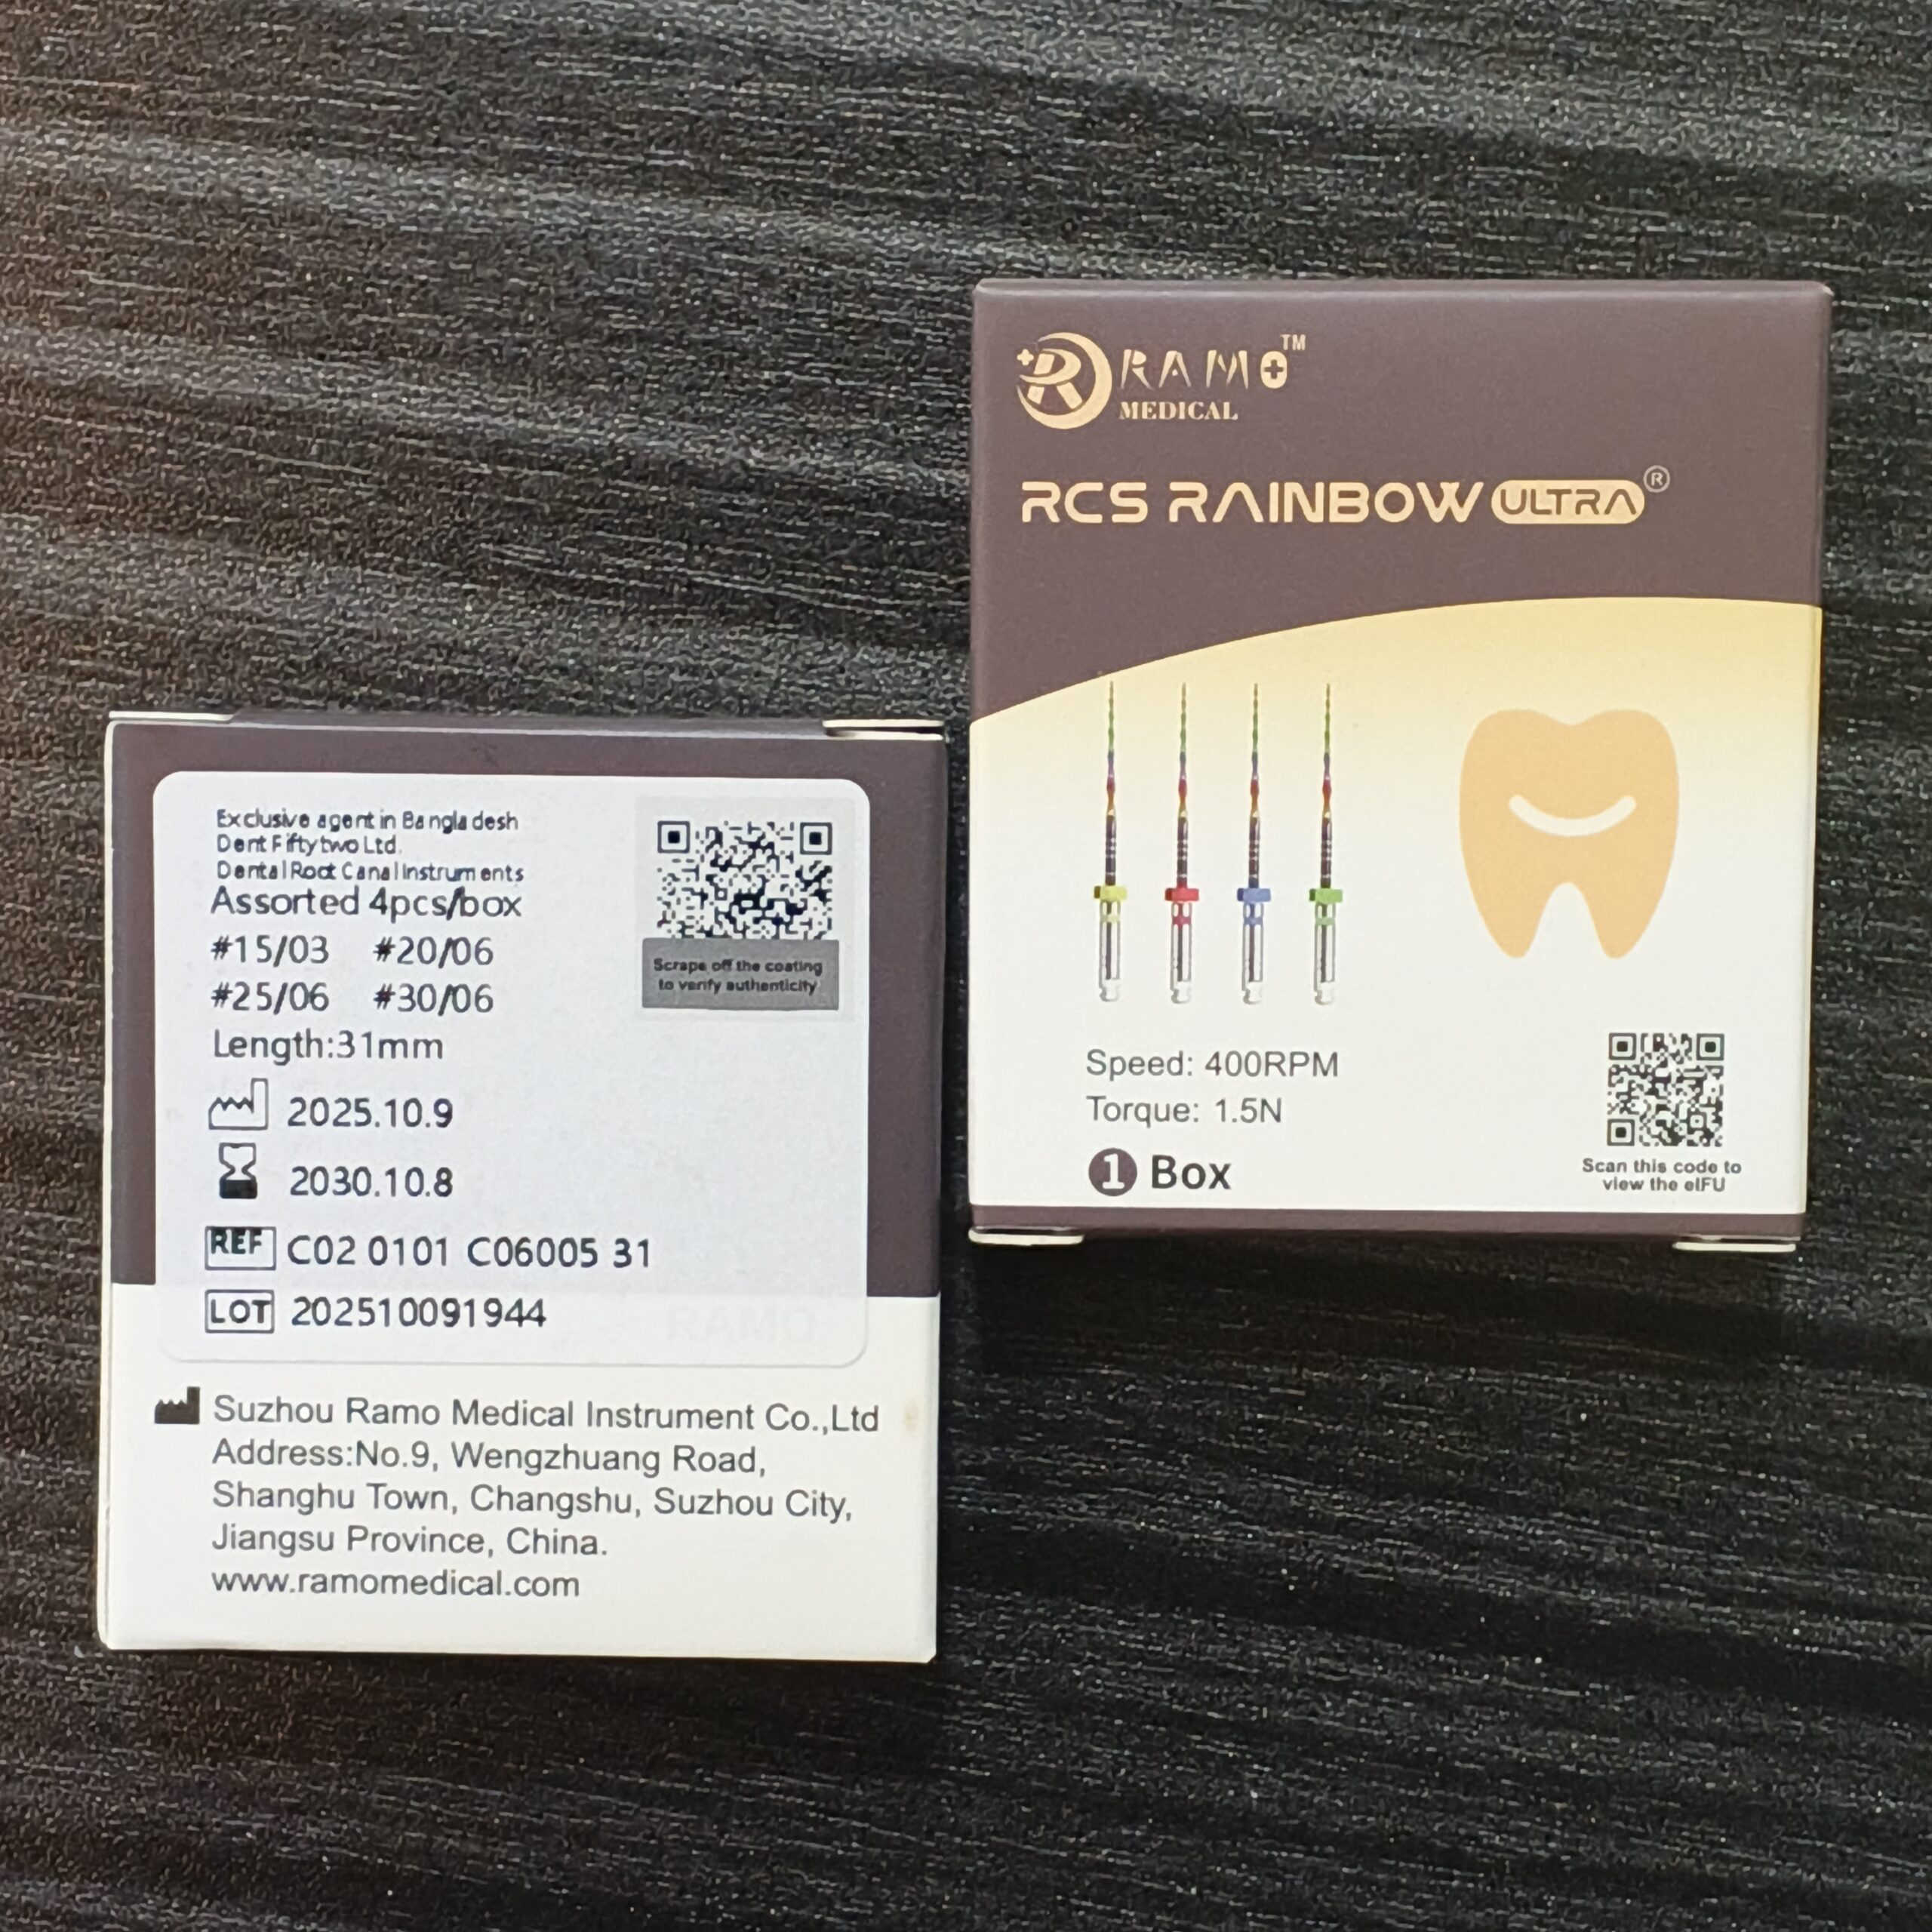 Exclusive agent in Bangladesh
Dent Fiftytwo Ltd.
Dental Root Canal Instruments
Assorted 4pcs/box
#15/03 #20/06
#25/06 #30/06
Length:31mm
2025.10.9
2030.10.8
REF C02 0101 C06005 31
LOT 202510091944
Scrape off the coating
to verify authenticity
RAMO
Suzhou Ramo Medical Instrument Co.,Ltd
Address:No.9, Wengzhuang Road,
Shanghu Town, Changshu, Suzhou City,
Jiangsu Province, China.
www.ramomedical.com
R RAMO™
MEDICAL
RCS RAINBOW ULTRA®
Speed: 400RPM
Torque: 1.5N
1 Box
Scan this code to
view the eIFU